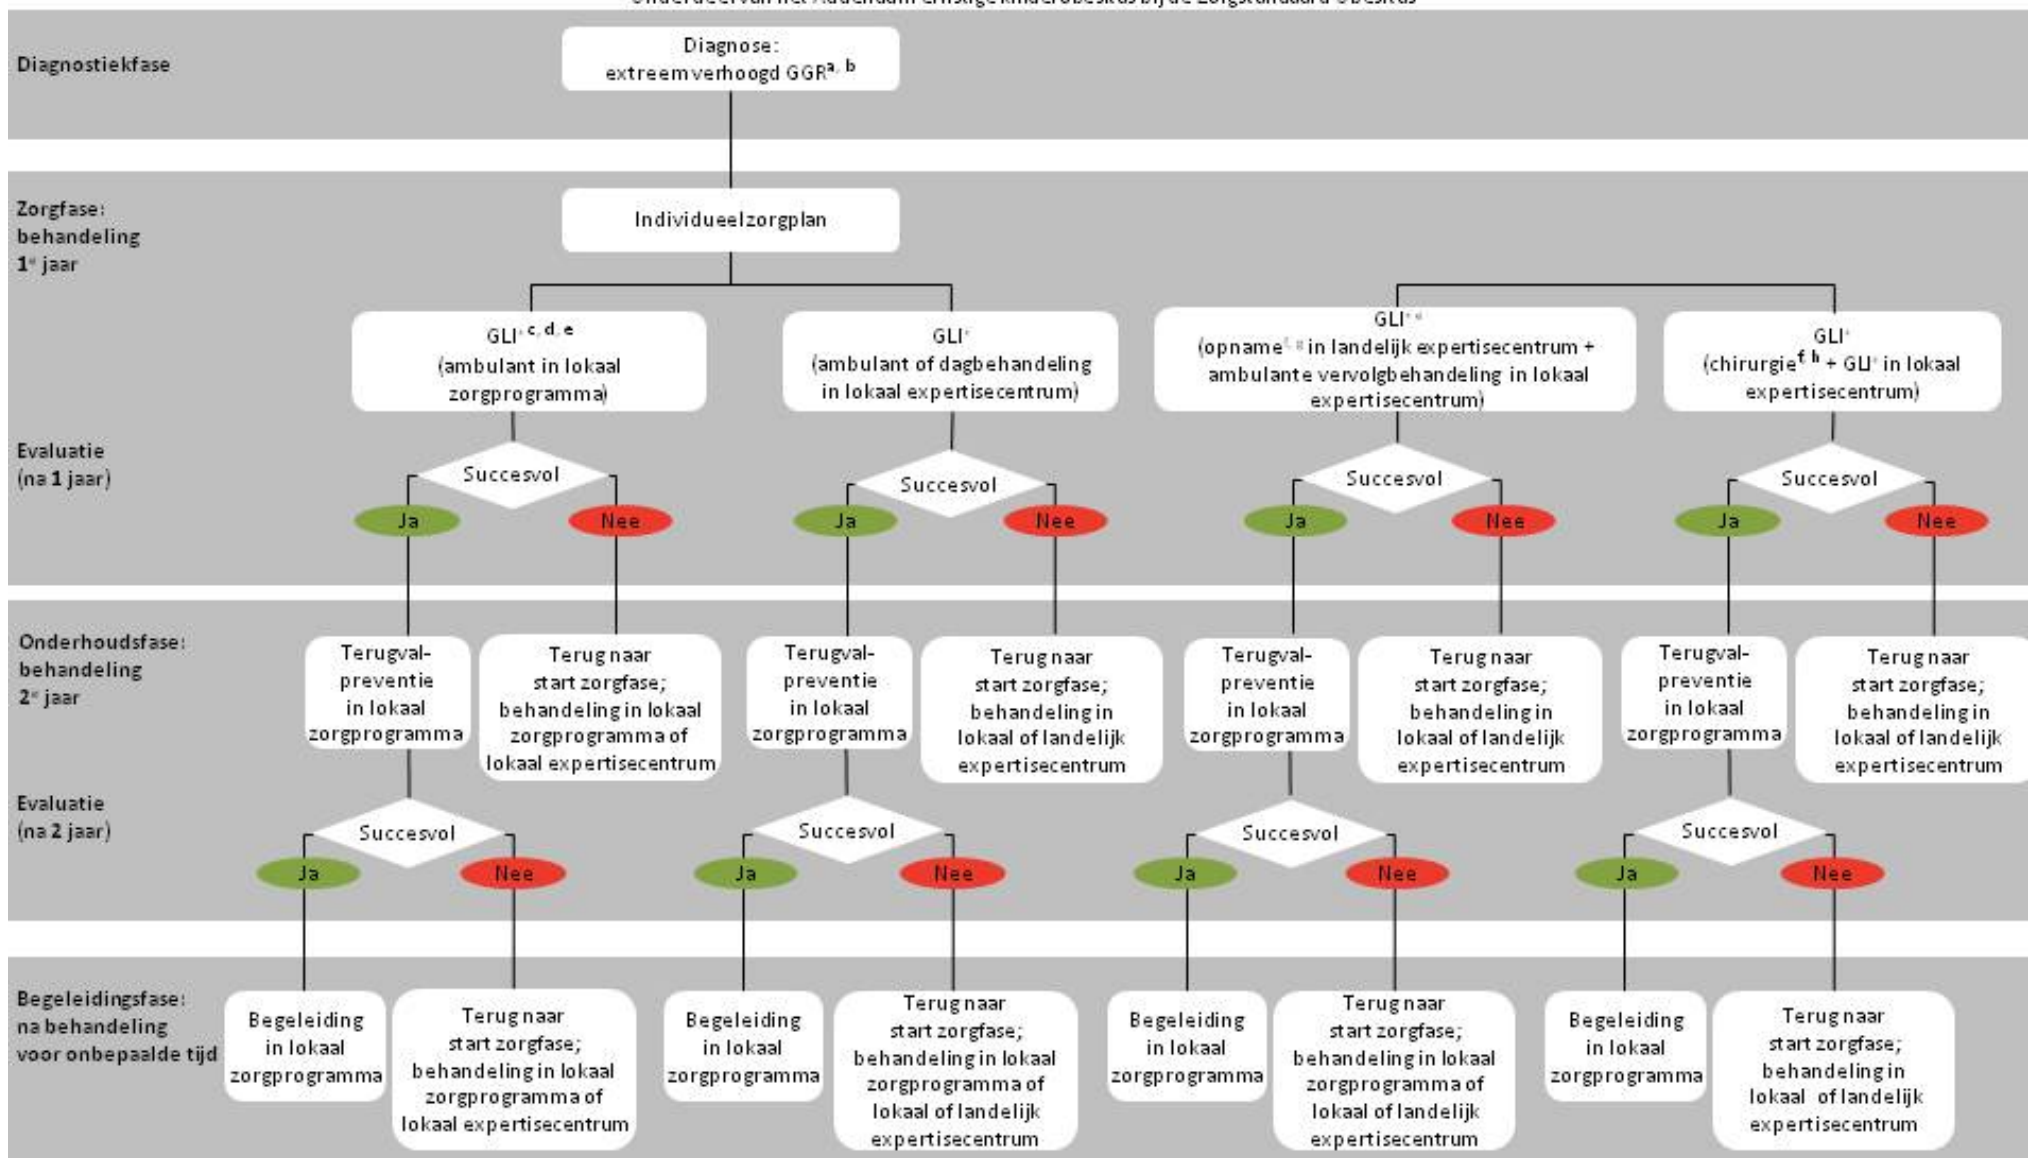 Diagnostiekfase
Diagnose:
extreem verhoogd GGR a, b
Zorgfase:
behandeling
1e jaar
Individueel zorgplan
GLI+ c, d, e
(ambulant in lokaal
zorgprogramma)
GLI+
(ambulant of dagbehandeling
in lokaal expertisecentrum)
GLI+
(opname in landelijk expertisecentrum +
ambulante vervolgbehandeling in lokaal
expertisecentrum)
GLI+
(chirurgie f, h + GLI+ in lokaal
expertisecentrum)
Evaluatie
(na 1 jaar)
Succesvol
Ja
Nee
Succesvol
Ja
Nee
Succesvol
Ja
Nee
Succesvol
Ja
Nee
Onderhoudsfase:
behandeling
2e jaar
Terugval-
preventie
in lokaal
zorgprogramma
Terug naar
start zorgfase;
behandeling in lokaal
zorgprogramma of
lokaal expertisecentrum
Terugval-
preventie
in lokaal
zorgprogramma
Terug naar
start zorgfase;
behandeling in
lokaal of landelijk
expertisecentrum
Terugval-
preventie
in lokaal
zorgprogramma
Terug naar
start zorgfase;
behandeling in
lokaal of landelijk
expertisecentrum
Terugval-
preventie
in lokaal
zorgprogramma
Terug naar
start zorgfase;
behandeling in
lokaal of landelijk
expertisecentrum
Evaluatie
(na 2 jaar)
Succesvol
Ja
Nee
Succesvol
Ja
Nee
Succesvol
Ja
Nee
Succesvol
Ja
Nee
Begeleidingsfase:
na behandeling
voor onbepaalde tijd
Begeleiding
in lokaal
zorgprogramma
Terug naar
start zorgfase;
behandeling in lokaal
zorgprogramma of
lokaal expertisecentrum
Begeleiding
in lokaal
zorgprogramma
Terug naar
start zorgfase;
behandeling in lokaal
zorgprogramma of
lokaal of landelijk
expertisecentrum
Begeleiding
in lokaal
zorgprogramma
Terug naar
start zorgfase;
behandeling in lokaal
zorgprogramma of
lokaal of landelijk
expertisecentrum
Begeleiding
in lokaal
zorgprogramma
Terug naar
start zorgfase;
behandeling in
lokaal of landelijk
expertisecentrum